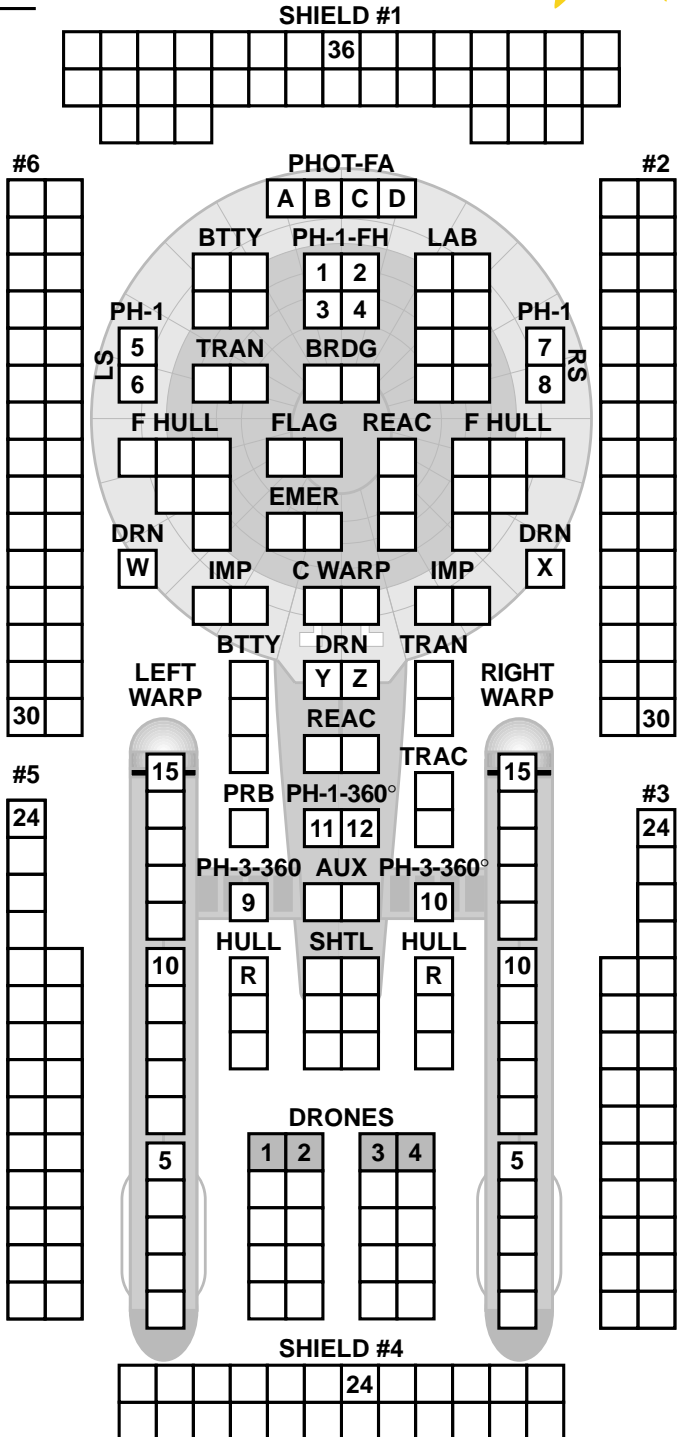 SHIELD #1
36
#6 PHOT-FA #2
A B C D
BTTY PH-1-FH LAB
1 2
3 4
PH-1 PH-1
LS 5 TRAN BRDG 7 RS
6 8
F HULL FLAG REAC F HULL
EMER
DRN DRN
W IMP C WARP IMP X
BTTY DRN TRAN
LEFT WARP Y Z RIGHT WARP
30 REAC 30
#5 15 TRAC 15 #3
24 PRB PH-1-360° 24
11 12
PH-3-360 AUX PH-3-360°
9 10
HULL SHTL HULL
10 R R 10
DRONES
5 1 2 3 4 5
SHIELD #4
24